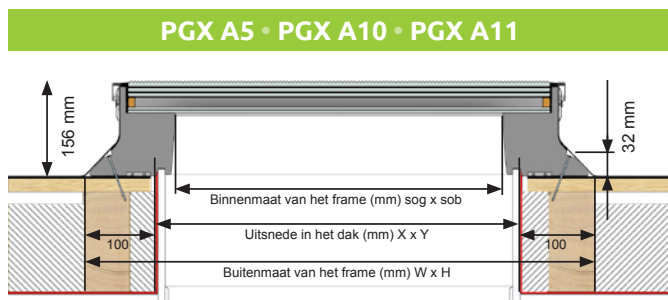 PGX A5 • PGX A10 • PGX A11
156 mm
32 mm
Binnenmaat van het frame (mm) sog x sob
100
Uitsnede in het dak (mm) X x Y
100
Buitenmaat van het frame (mm) W x H